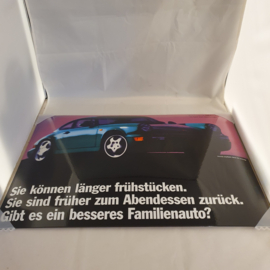 Sie können länger frühstücken.
Sie sind früher zum Abendessen zurück.
Gibt es ein besseres Familienauto?